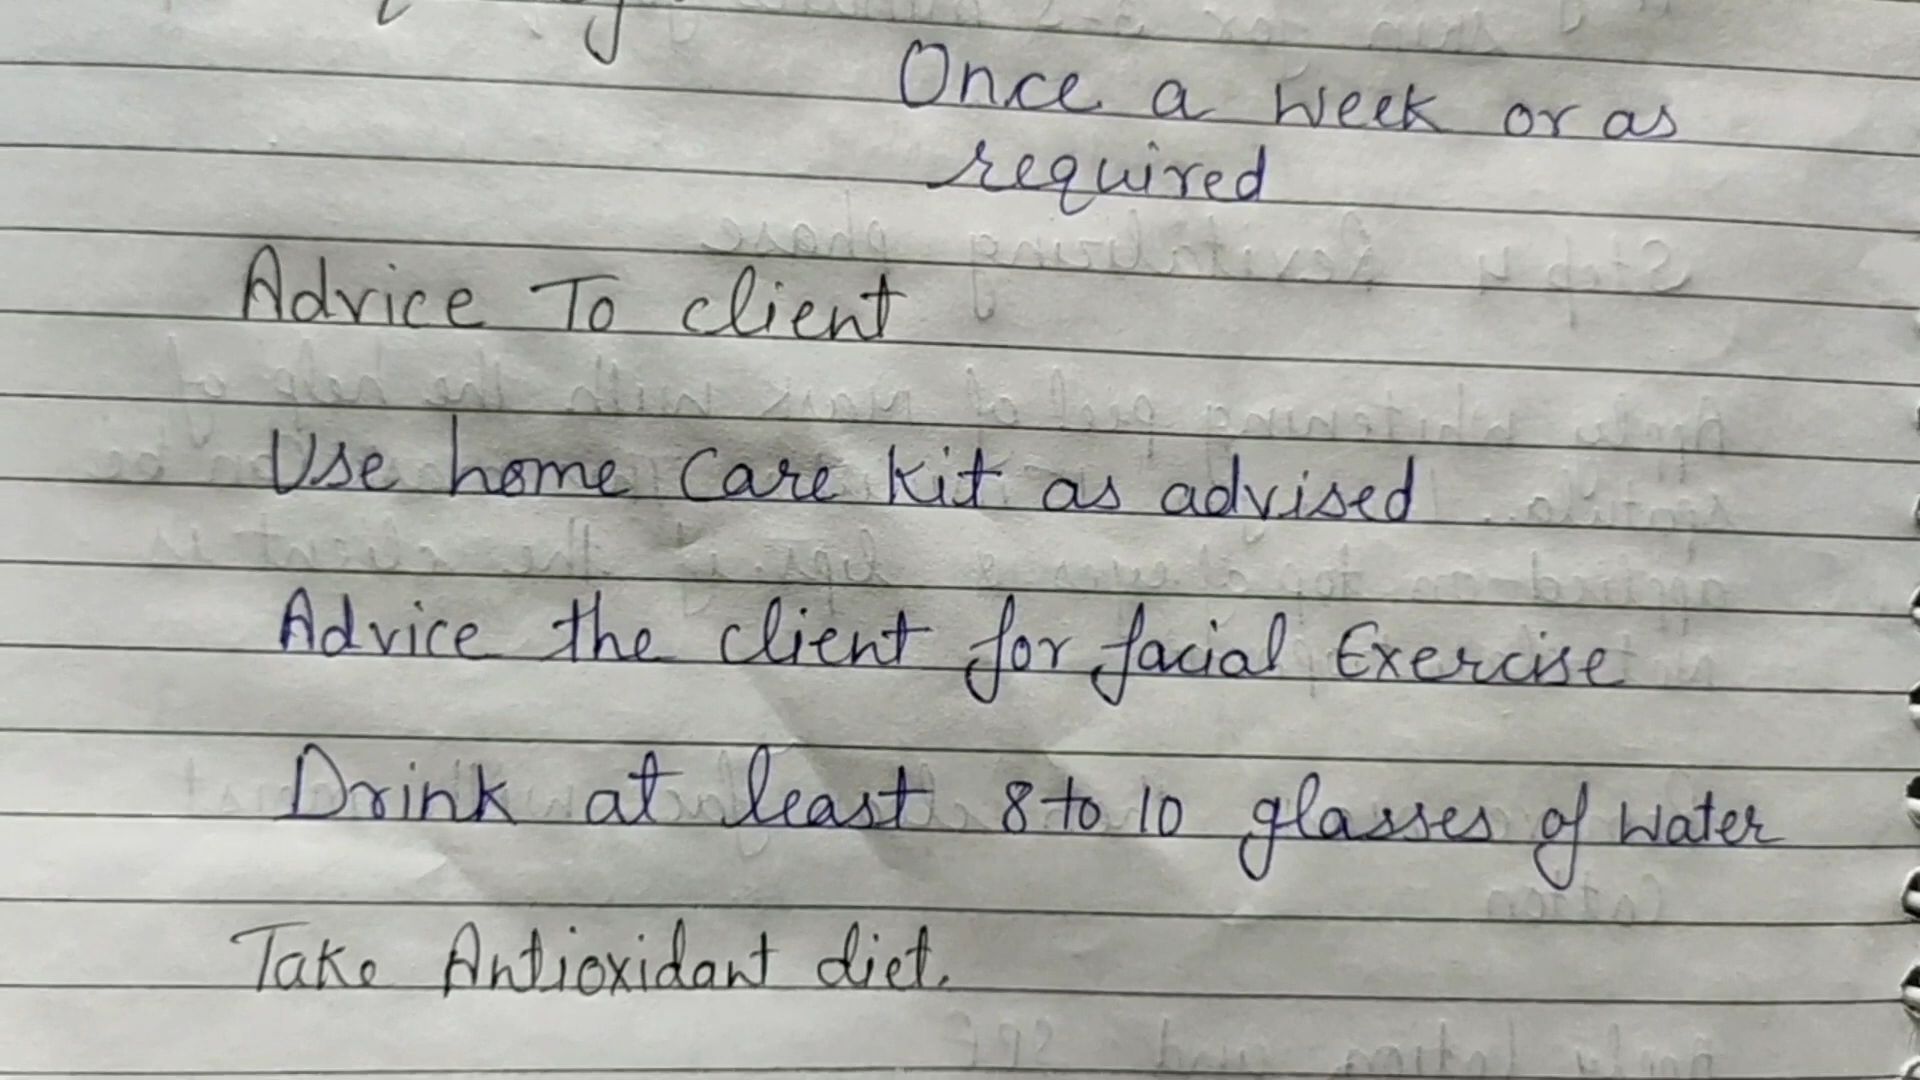 Once a week or as
required
Advice To client
Use home care kit as advised
Advice the client for facial Exercise
Drink at least 8 to 10 glasses of water
Take Antioxidant diet.